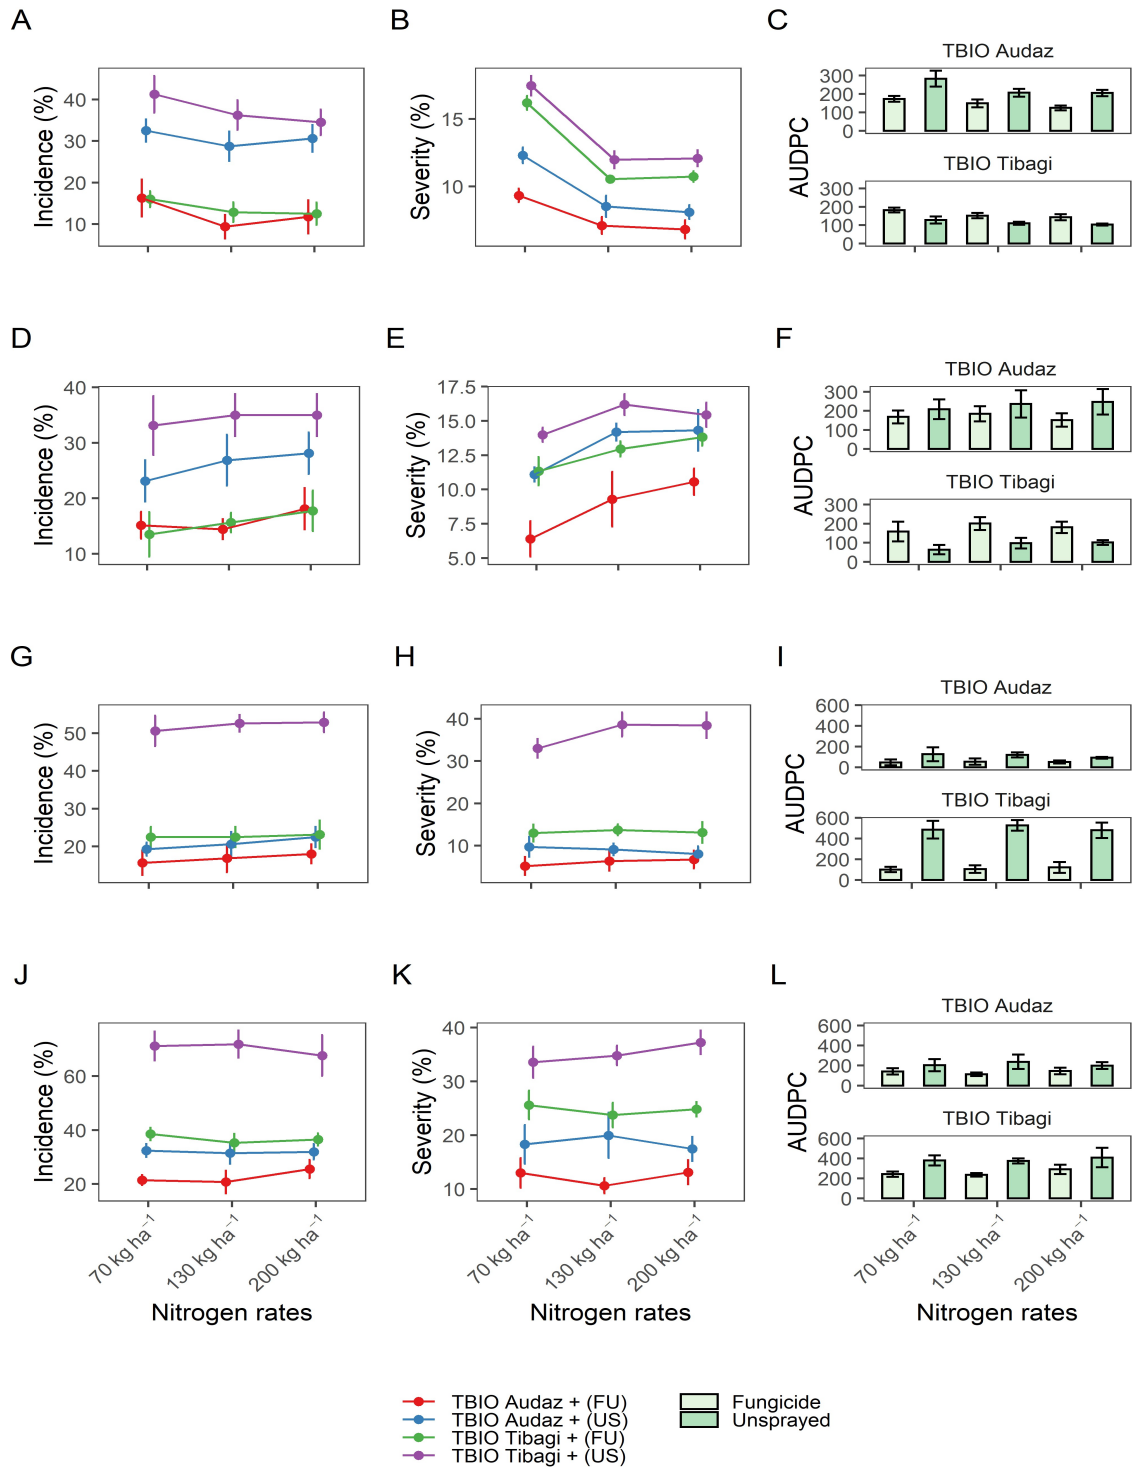 A
B
C
TBIO Audaz
Incidence (%)
40
30
20
10
Severity (%)
15
10
AUDPC
300
200
100
0
TBIO Tibagi
300
200
100
0
D
E
F
TBIO Audaz
Incidence (%)
40
30
20
10
Severity (%)
17.5
15.0
12.5
10.0
7.5
5.0
AUDPC
300
200
100
0
TBIO Tibagi
300
200
100
0
G
H
I
TBIO Audaz
Incidence (%)
50
40
30
20
Severity (%)
40
30
20
10
AUDPC
600
400
200
0
TBIO Tibagi
600
400
200
0
J
K
L
TBIO Audaz
Incidence (%)
60
40
20
Severity (%)
40
30
20
10
AUDPC
600
400
200
0
TBIO Tibagi
600
400
200
0
70 kg ha⁻¹
130 kg ha⁻¹
200 kg ha⁻¹
Nitrogen rates
70 kg ha⁻¹
130 kg ha⁻¹
200 kg ha⁻¹
Nitrogen rates
70 kg ha⁻¹
130 kg ha⁻¹
200 kg ha⁻¹
Nitrogen rates
TBIO Audaz + (FU)
TBIO Audaz + (US)
TBIO Tibagi + (FU)
TBIO Tibagi + (US)
Fungicide
Unsprayed